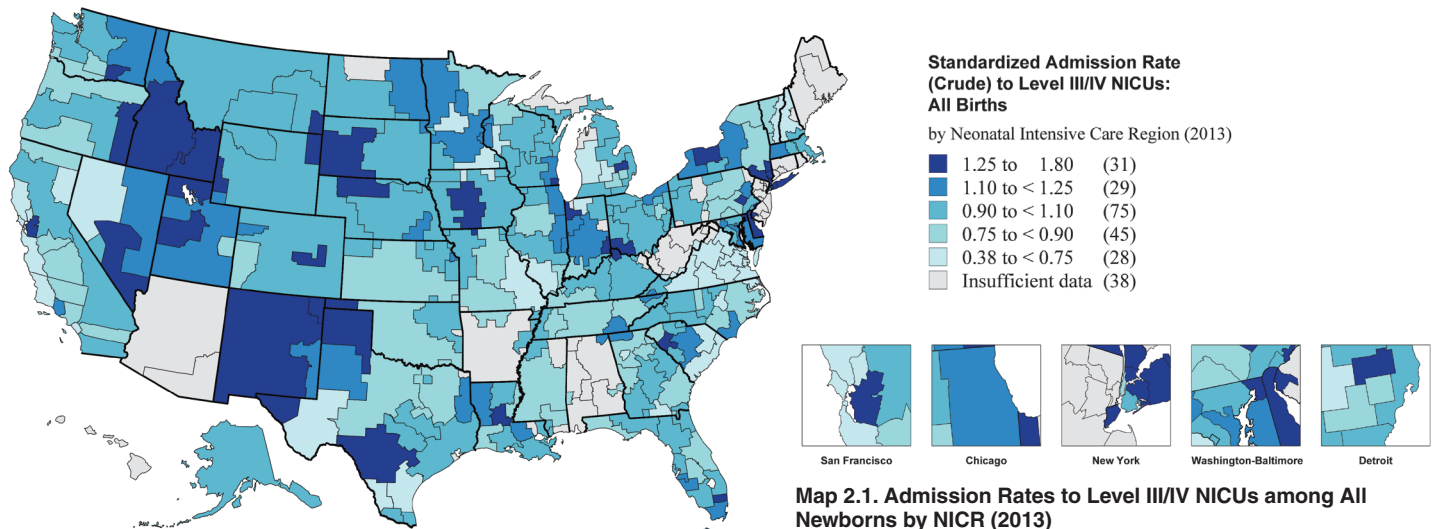 Standardized Admission Rate
(Crude) to Level III/IV NICUs:
All Births
by Neonatal Intensive Care Region (2013)
1.25 to 1.80 (31)
1.10 to < 1.25 (29)
0.90 to < 1.10 (75)
0.75 to < 0.90 (45)
0.38 to < 0.75 (28)
Insufficient data (38)
San Francisco
Chicago
New York
Washington-Baltimore
Detroit
Map 2.1. Admission Rates to Level III/IV NICUs among All
Newborns by NICR (2013)